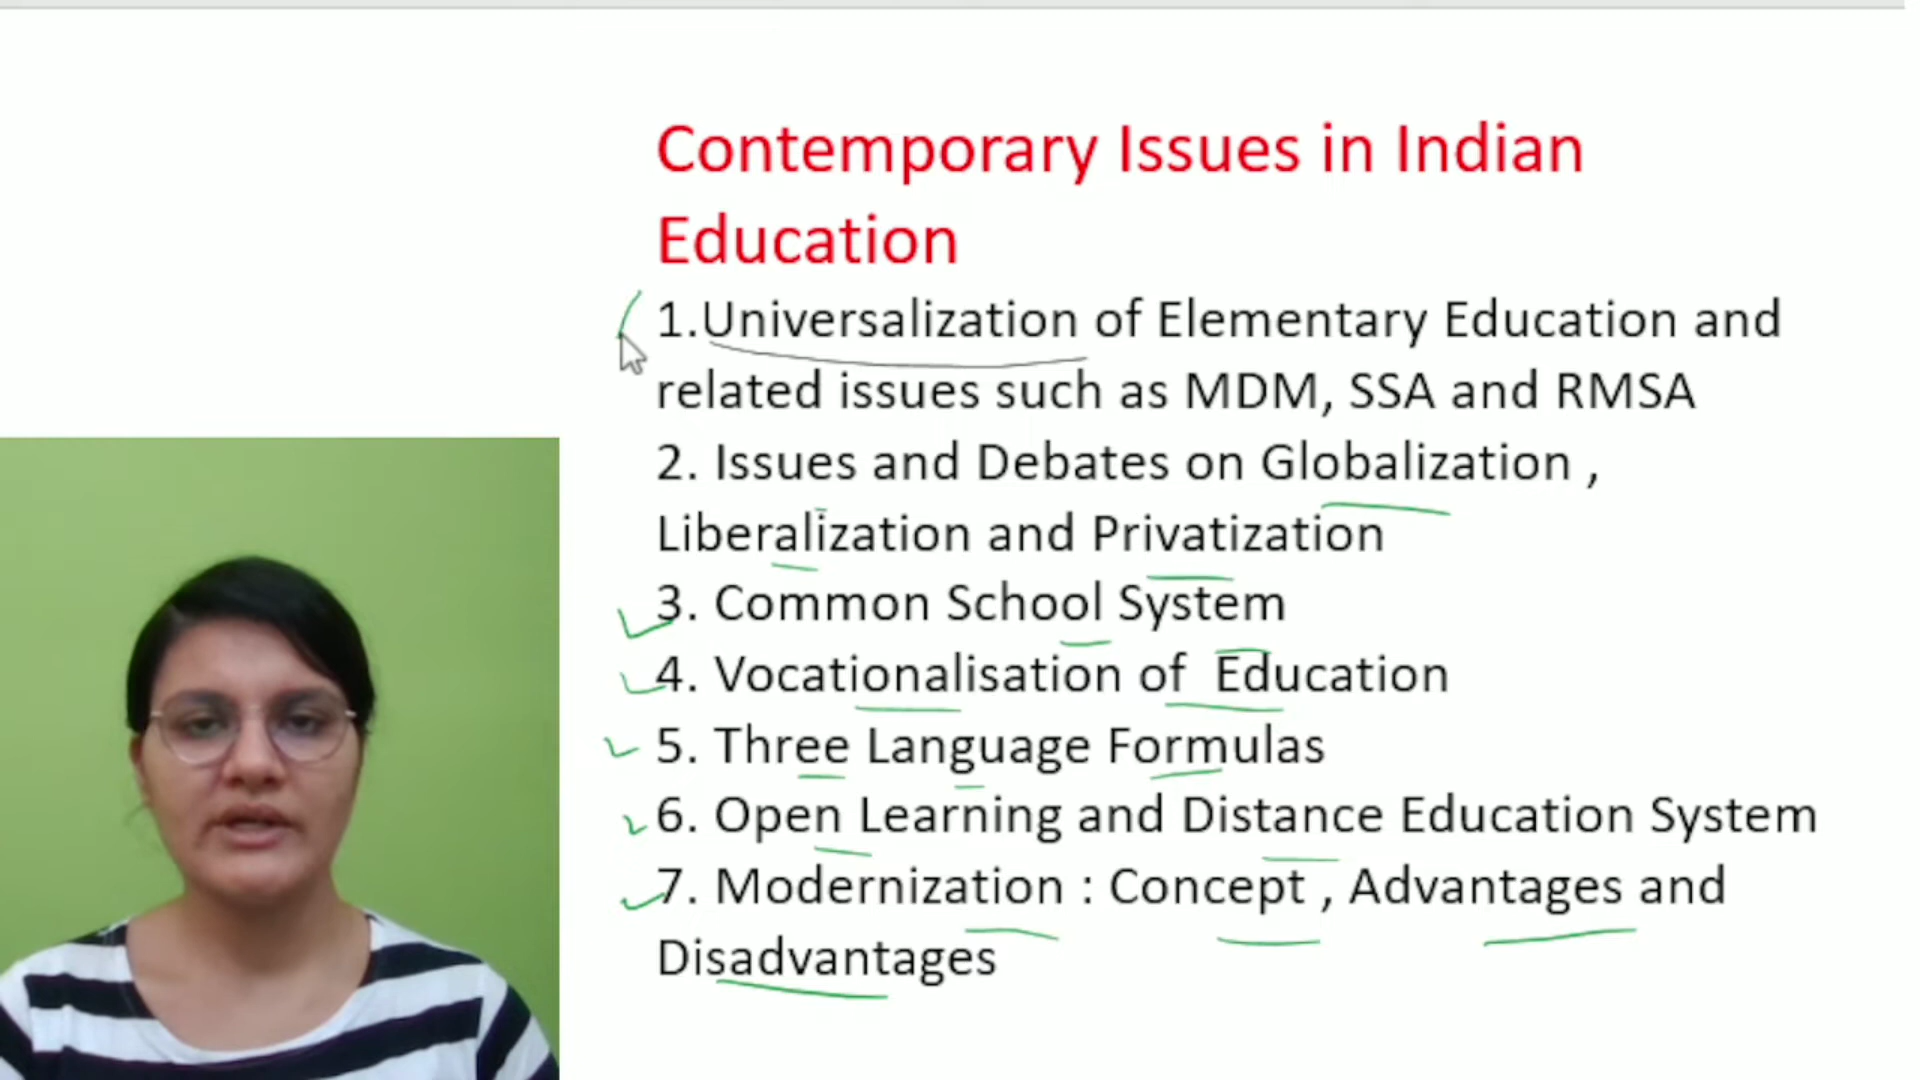 Contemporary Issues in Indian
Education
1.Universalization of Elementary Education and
related issues such as MDM, SSA and RMSA
2. Issues and Debates on Globalization ,
Liberalization and Privatization
3. Common School System
4. Vocationalisation of  Education
5. Three Language Formulas
6. Open Learning and Distance Education System
7. Modernization : Concept , Advantages and
Disadvantages